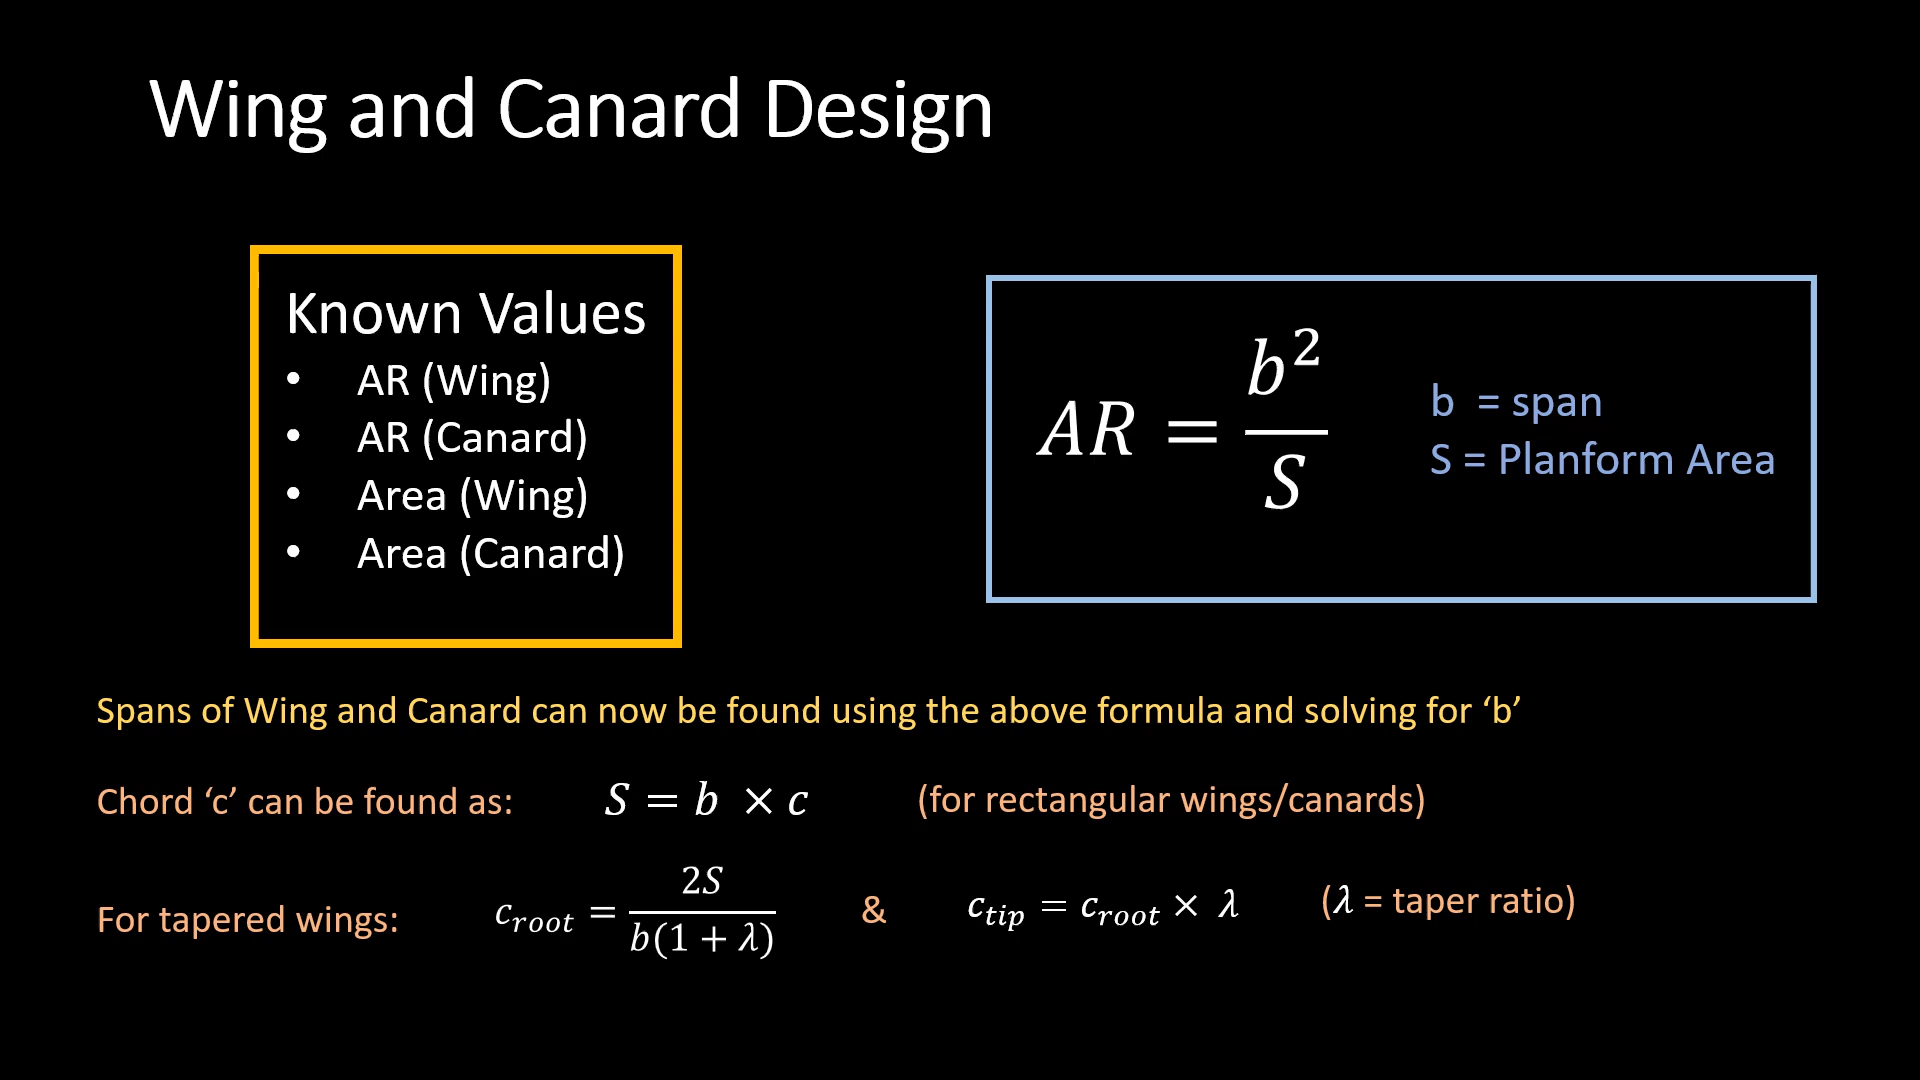 Wing and Canard Design
Known Values
• AR (Wing)
• AR (Canard)
• Area (Wing)
• Area (Canard)
AR = b² / S
b = span
S = Planform Area
Spans of Wing and Canard can now be found using the above formula and solving for ‘b’
Chord ‘c’ can be found as: S = b × c (for rectangular wings/canards)
For tapered wings: c_root = 2S / b(1 + λ) & c_tip = c_root × λ (λ = taper ratio)